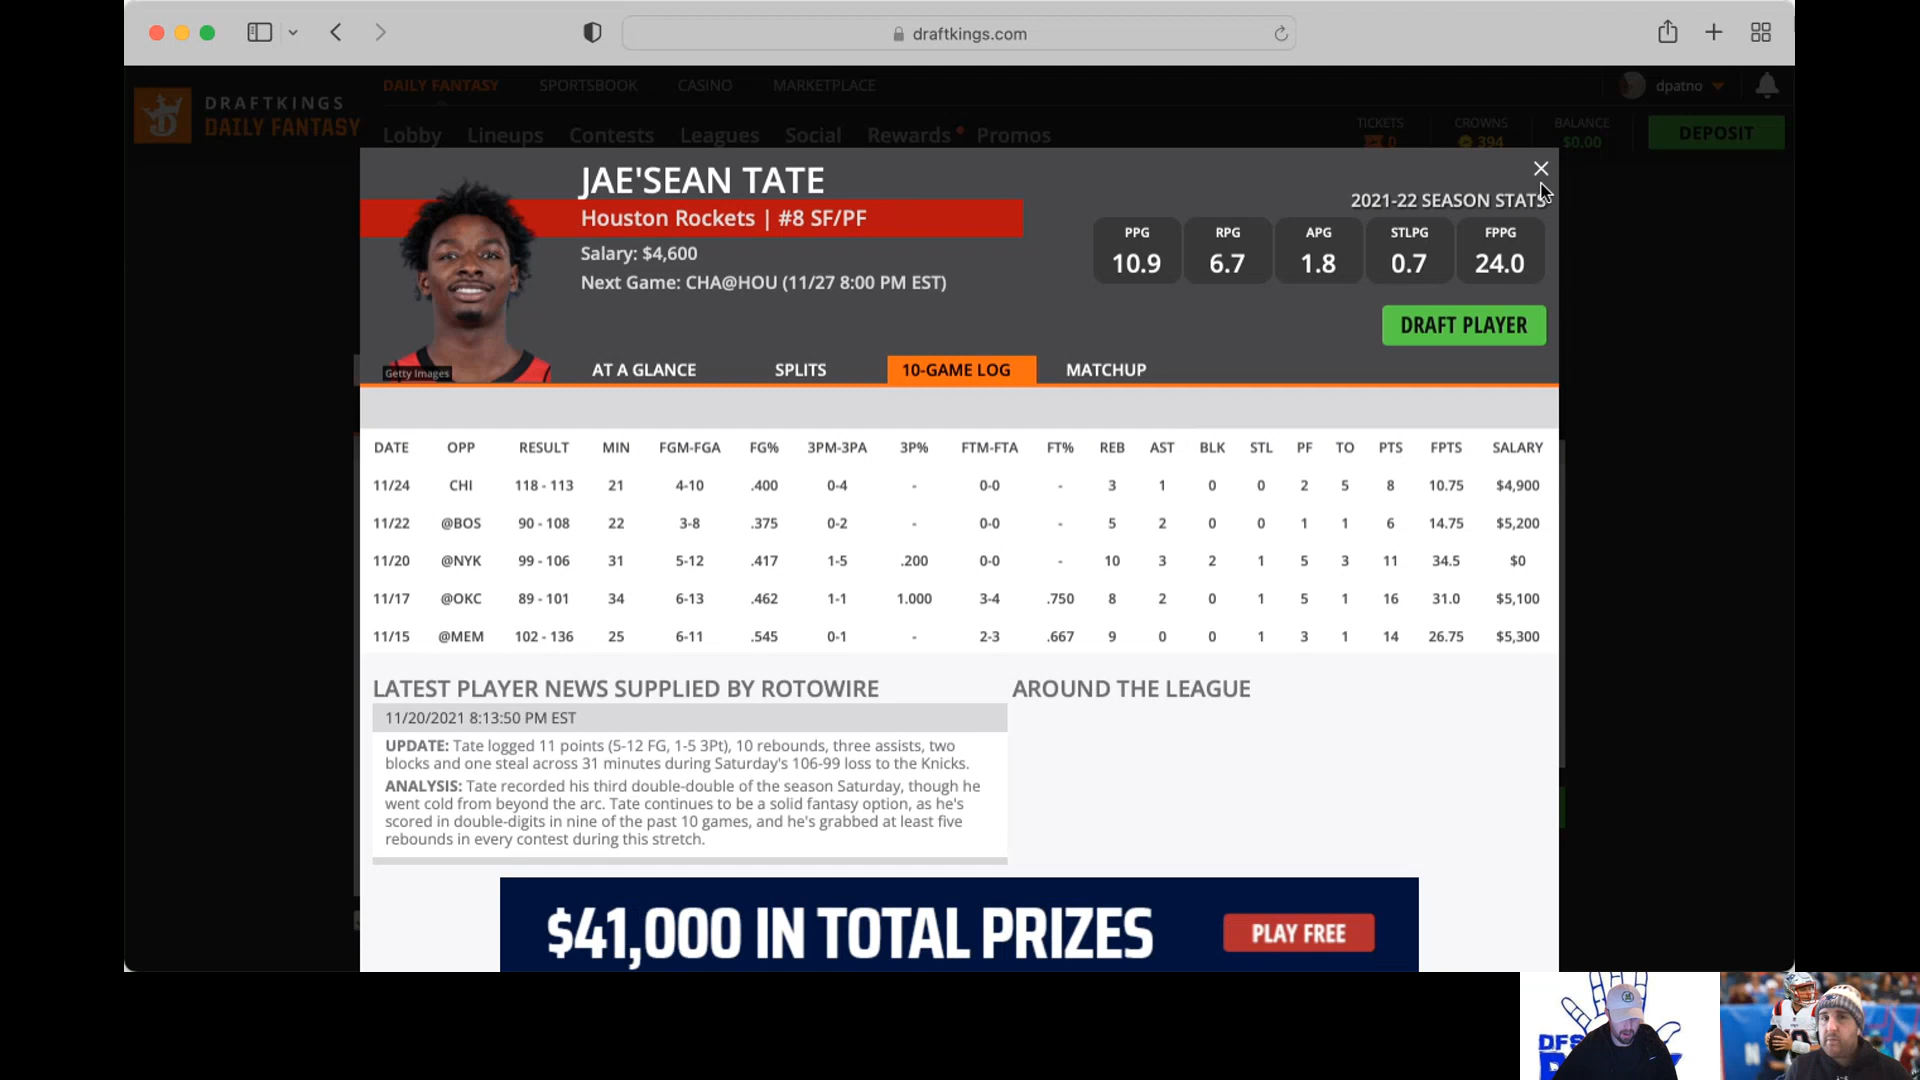 draftkings.com
DRAFTKINGS
DAILY FANTASY
DAILY FANTASY SPORTSBOOK CASINO MARKETPLACE
dpatno
Lobby Lineups Contests Leagues Social Rewards Promos
TICKETS CROWNS BALANCE
0 394 $0.00
DEPOSIT
JAE'SEAN TATE
Houston Rockets | #8 SF/PF
Salary: $4,600
Next Game: CHA@HOU (11/27 8:00 PM EST)
2021-22 SEASON STATS
PPG RPG APG STLPG FPPG
10.9 6.7 1.8 0.7 24.0
DRAFT PLAYER
Getty Images
AT A GLANCE SPLITS 10-GAME LOG MATCHUP
DATE OPP RESULT MIN FGM-FGA FG% 3PM-3PA 3P% FTM-FTA FT% REB AST BLK STL PF TO PTS FPTS SALARY
11/24 CHI 118 - 113 21 4-10 .400 0-4 - 0-0 - 3 1 0 0 2 5 8 10.75 $4,900
11/22 @BOS 90 - 108 22 3-8 .375 0-2 - 0-0 - 5 2 0 0 1 1 6 14.75 $5,200
11/20 @NYK 99 - 106 31 5-12 .417 1-5 .200 0-0 - 10 3 2 1 5 3 11 34.5 $0
11/17 @OKC 89 - 101 34 6-13 .462 1-1 1.000 3-4 .750 8 2 0 1 5 1 16 31.0 $5,100
11/15 @MEM 102 - 136 25 6-11 .545 0-1 - 2-3 .667 9 0 0 1 3 1 14 26.75 $5,300
LATEST PLAYER NEWS SUPPLIED BY ROTOWIRE
AROUND THE LEAGUE
11/20/2021 8:13:50 PM EST
UPDATE: Tate logged 11 points (5-12 FG, 1-5 3Pt), 10 rebounds, three assists, two
blocks and one steal across 31 minutes during Saturday's 106-99 loss to the Knicks.
ANALYSIS: Tate recorded his third double-double of the season Saturday, though he
went cold from beyond the arc. Tate continues to be a solid fantasy option, as he's
scored in double-digits in nine of the past 10 games, and he's grabbed at least five
rebounds in every contest during this stretch.
$41,000 IN TOTAL PRIZES
PLAY FREE
DFS